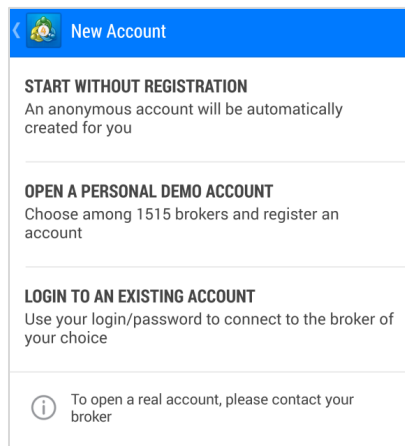 New Account
START WITHOUT REGISTRATION
An anonymous account will be automatically
created for you
OPEN A PERSONAL DEMO ACCOUNT
Choose among 1515 brokers and register an
account
LOGIN TO AN EXISTING ACCOUNT
Use your login/password to connect to the broker of
your choice
To open a real account, please contact your
broker